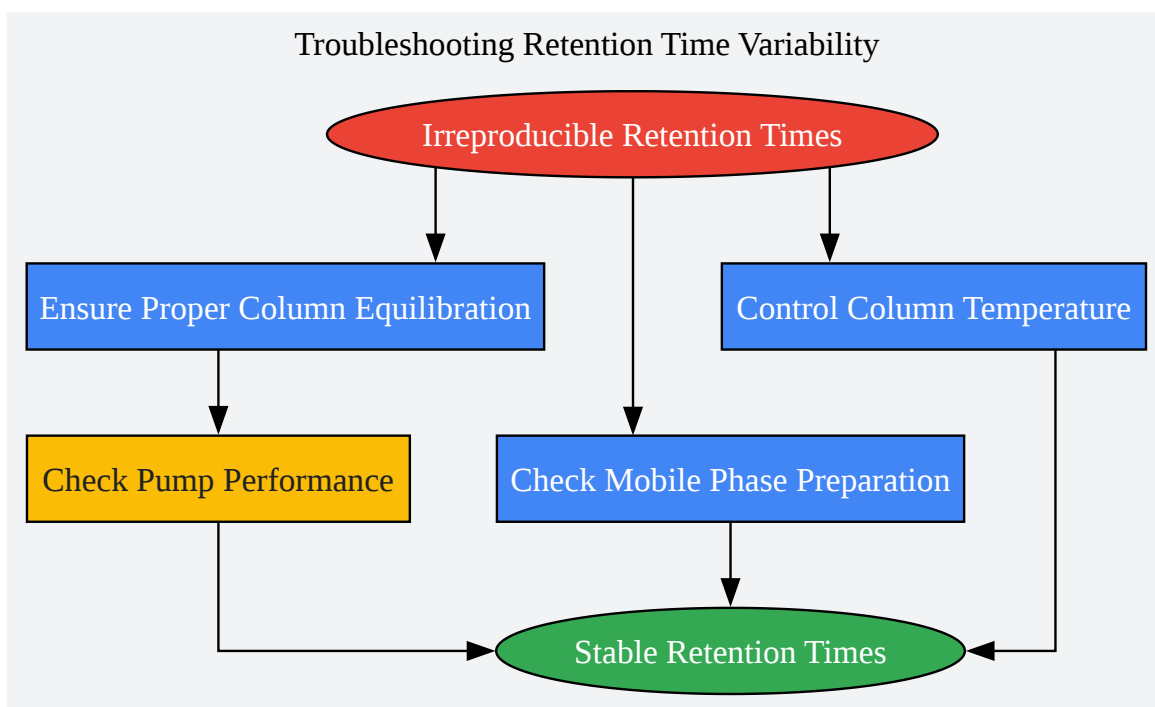 Troubleshooting Retention Time Variability
Irreproducible Retention Times
Ensure Proper Column Equilibration
Control Column Temperature
Check Pump Performance
Check Mobile Phase Preparation
Stable Retention Times